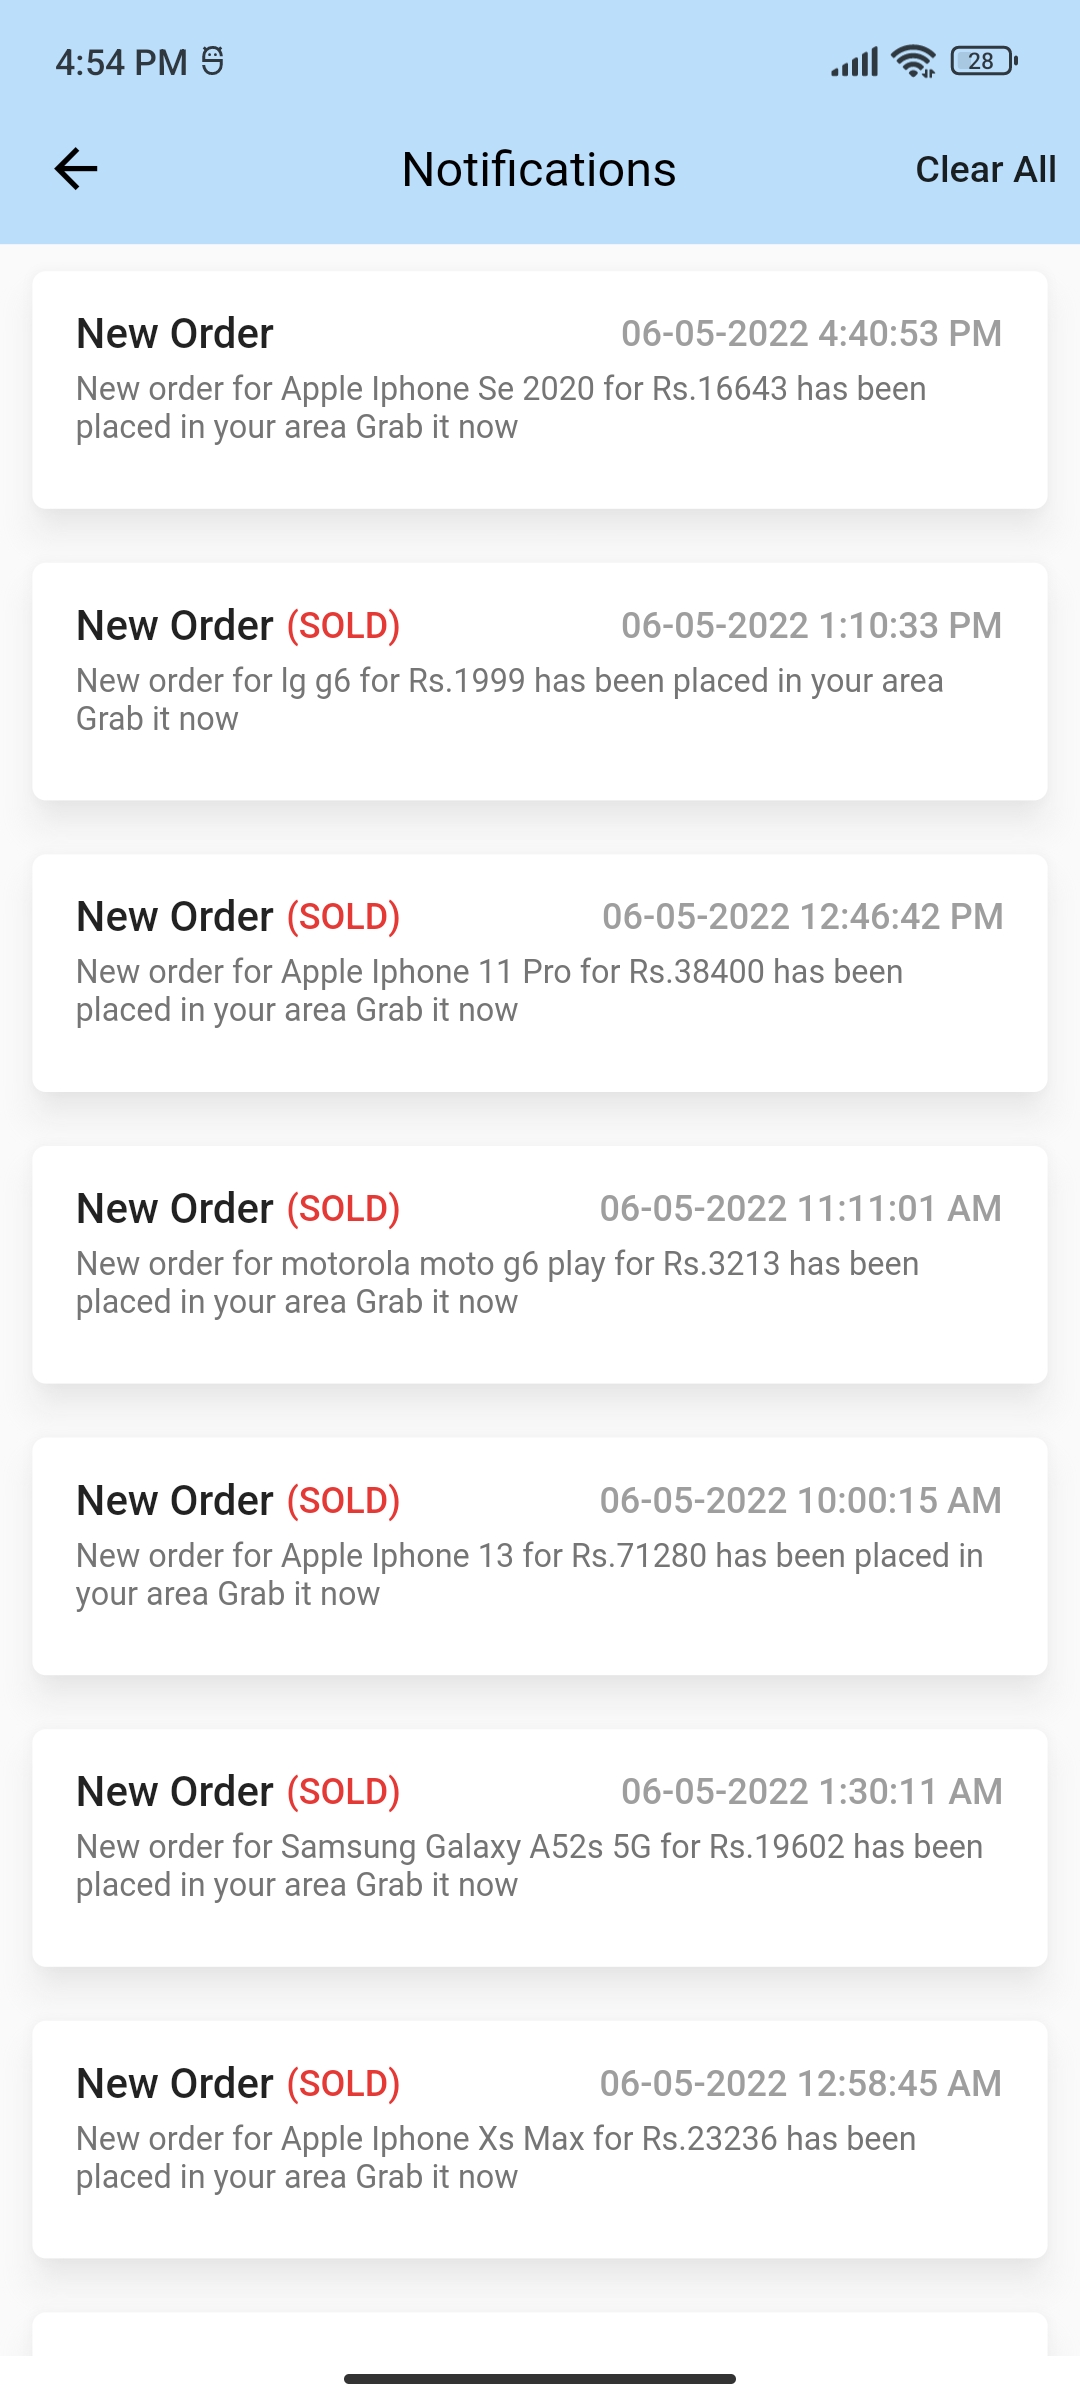 4:54 PM
28
Notifications
Clear All
New Order
06-05-2022 4:40:53 PM
New order for Apple Iphone Se 2020 for Rs.16643 has been
placed in your area Grab it now
New Order (SOLD)
06-05-2022 1:10:33 PM
New order for lg g6 for Rs.1999 has been placed in your area
Grab it now
New Order (SOLD)
06-05-2022 12:46:42 PM
New order for Apple Iphone 11 Pro for Rs.38400 has been
placed in your area Grab it now
New Order (SOLD)
06-05-2022 11:11:01 AM
New order for motorola moto g6 play for Rs.3213 has been
placed in your area Grab it now
New Order (SOLD)
06-05-2022 10:00:15 AM
New order for Apple Iphone 13 for Rs.71280 has been placed in
your area Grab it now
New Order (SOLD)
06-05-2022 1:30:11 AM
New order for Samsung Galaxy A52s 5G for Rs.19602 has been
placed in your area Grab it now
New Order (SOLD)
06-05-2022 12:58:45 AM
New order for Apple Iphone Xs Max for Rs.23236 has been
placed in your area Grab it now